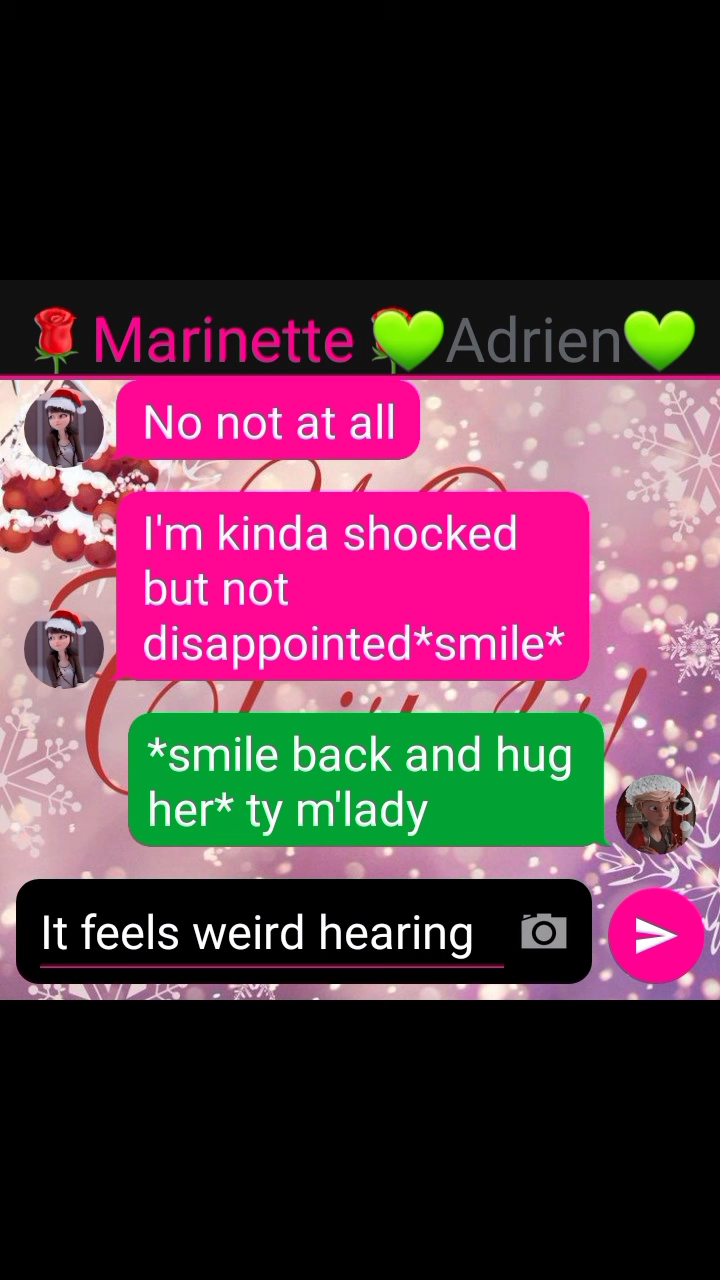 🌹Marinette 🌹💚Adrien💚
No not at all
I'm kinda shocked
but not
disappointed*smile*
*smile back and hug
her* ty m'lady
It feels weird hearing